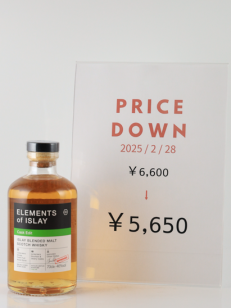 PRICE
DOWN
2025 / 2 / 28
¥6,600
↓
¥5,650
ELEMENTS
of ISLAY
ISLAY BLENDED MALT
SCOTCH WHISKY